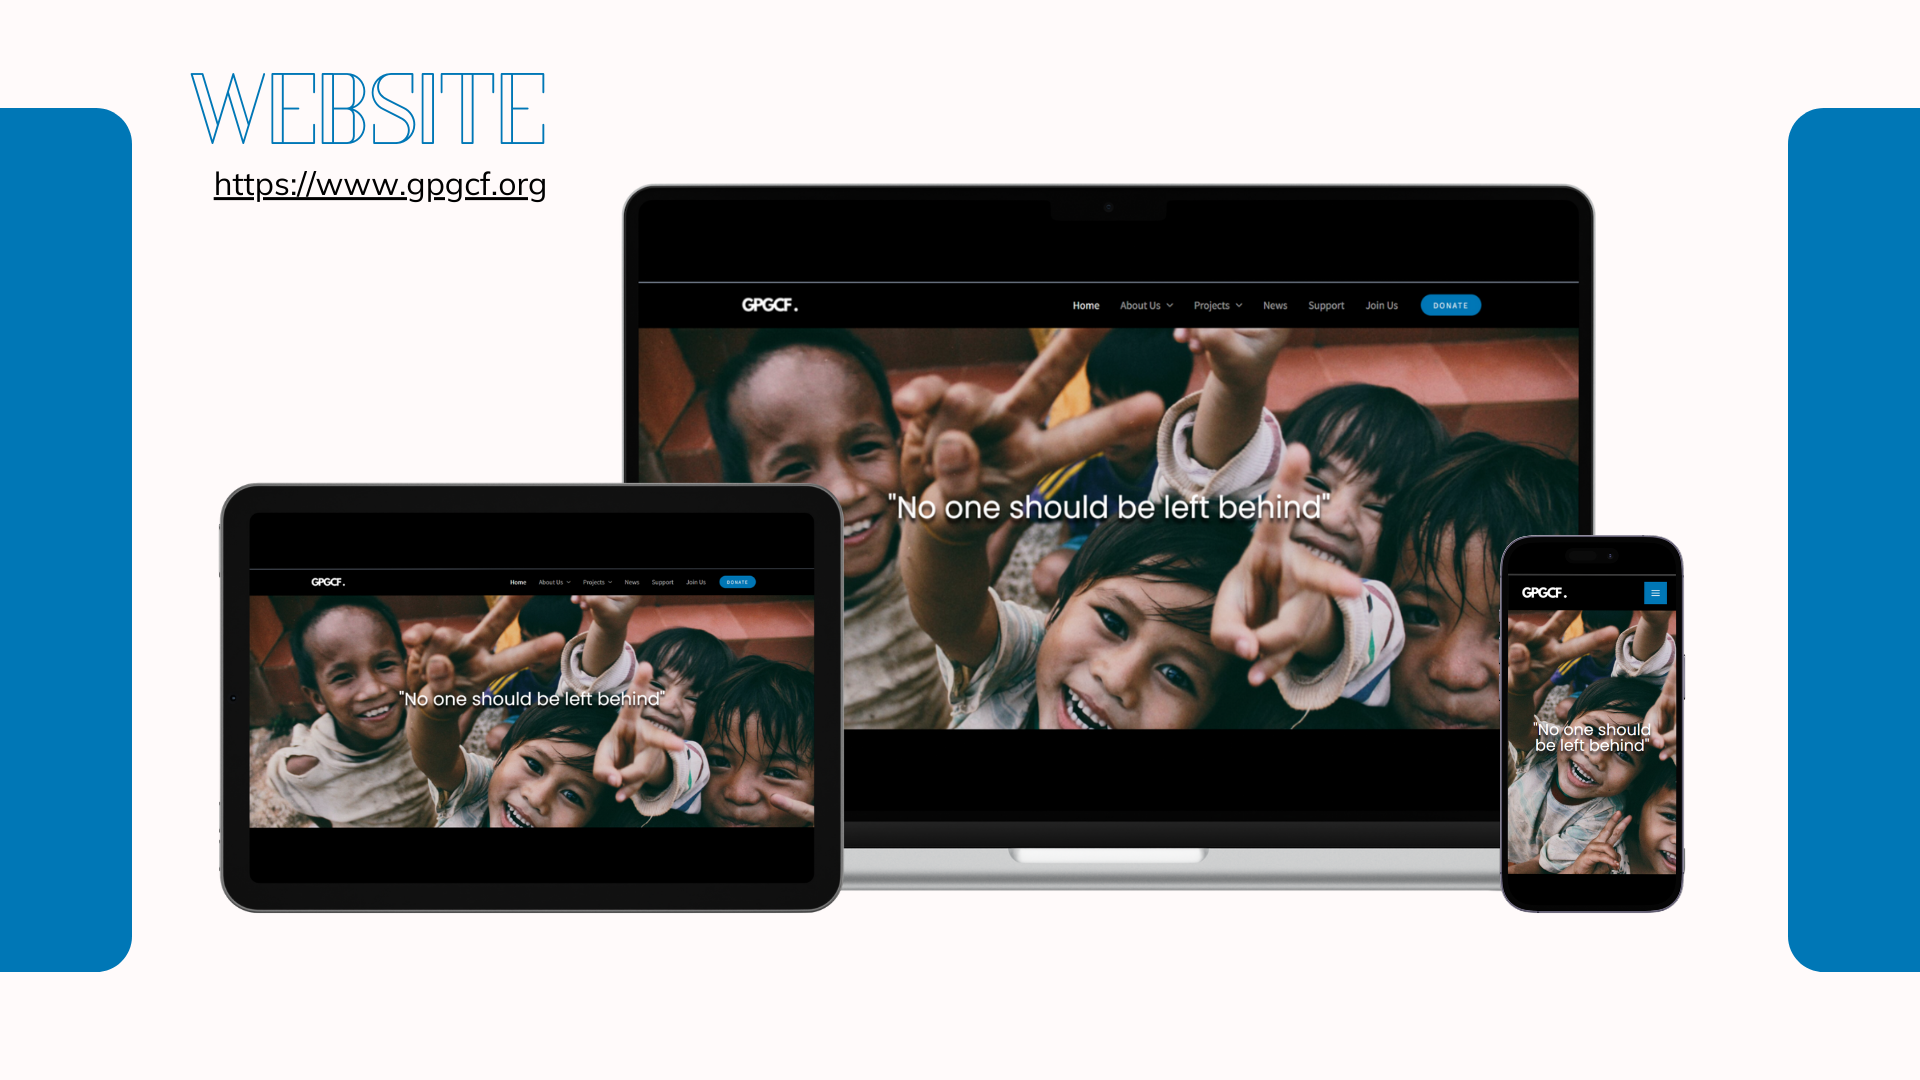 WEBSITE
https://www.gpgcf.org
GPGCF.
Home About Us Projects News Support Join Us DONATE
"No one should be left behind"
GPGCF.
Home About Us Projects News Support Join Us DONATE
"No one should be left behind"
GPGCF.
"No one should
be left behind"